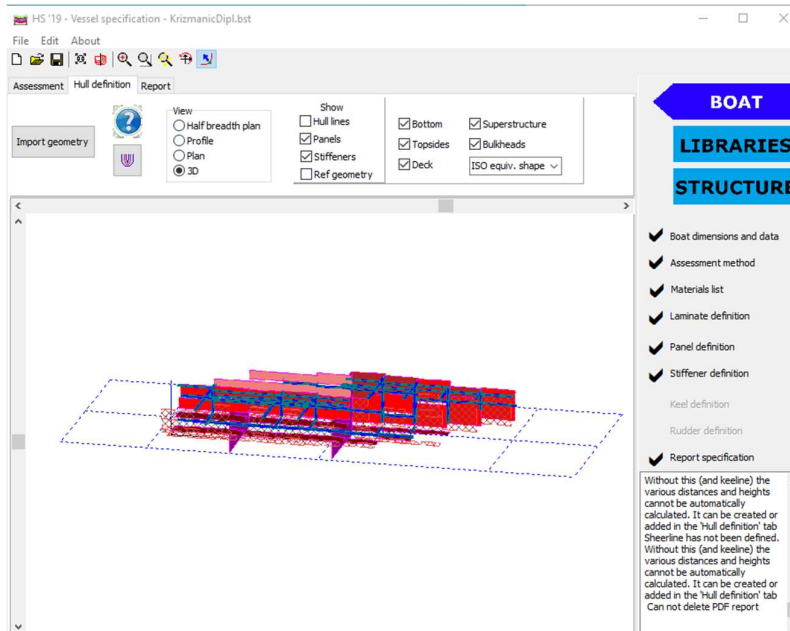 HS '19 - Vessel specification - KrizmanicDipl.bst
File Edit About
Assessment Hull definition Report
Import geometry
View
Half breadth plan
Profile
Plan
3D
Show
Hull lines
Panels
Stiffeners
Ref geometry
Bottom
Topsides
Deck
Superstructure
Bulkheads
ISO equiv. shape
BOAT
LIBRARIES
STRUCTURE
Boat dimensions and data
Assessment method
Materials list
Laminate definition
Panel definition
Stiffener definition
Keel definition
Rudder definition
Report specification
Without this (and keeline) the
various distances and heights
cannot be automatically
calculated. It can be created or
added in the 'Hull definition' tab
Sheerline has not been defined.
Without this (and keeline) the
various distances and heights
cannot be automatically
calculated. It can be created or
added in the 'Hull definition' tab
Can not delete PDF report